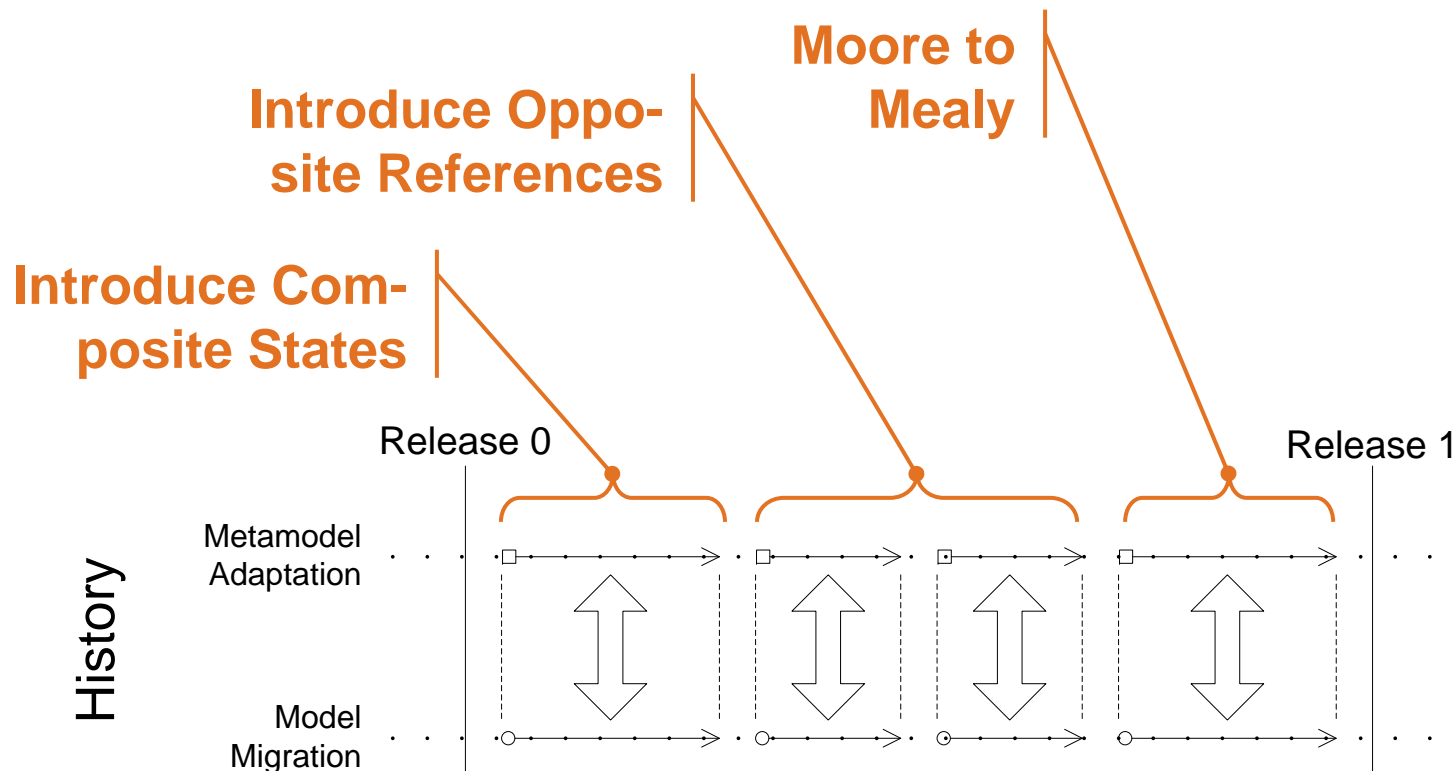 Moore to
Mealy
Introduce Oppo-
site References
Introduce Com-
posite States
Release 0
Release 1
Metamodel
Adaptation
History
Model
Migration